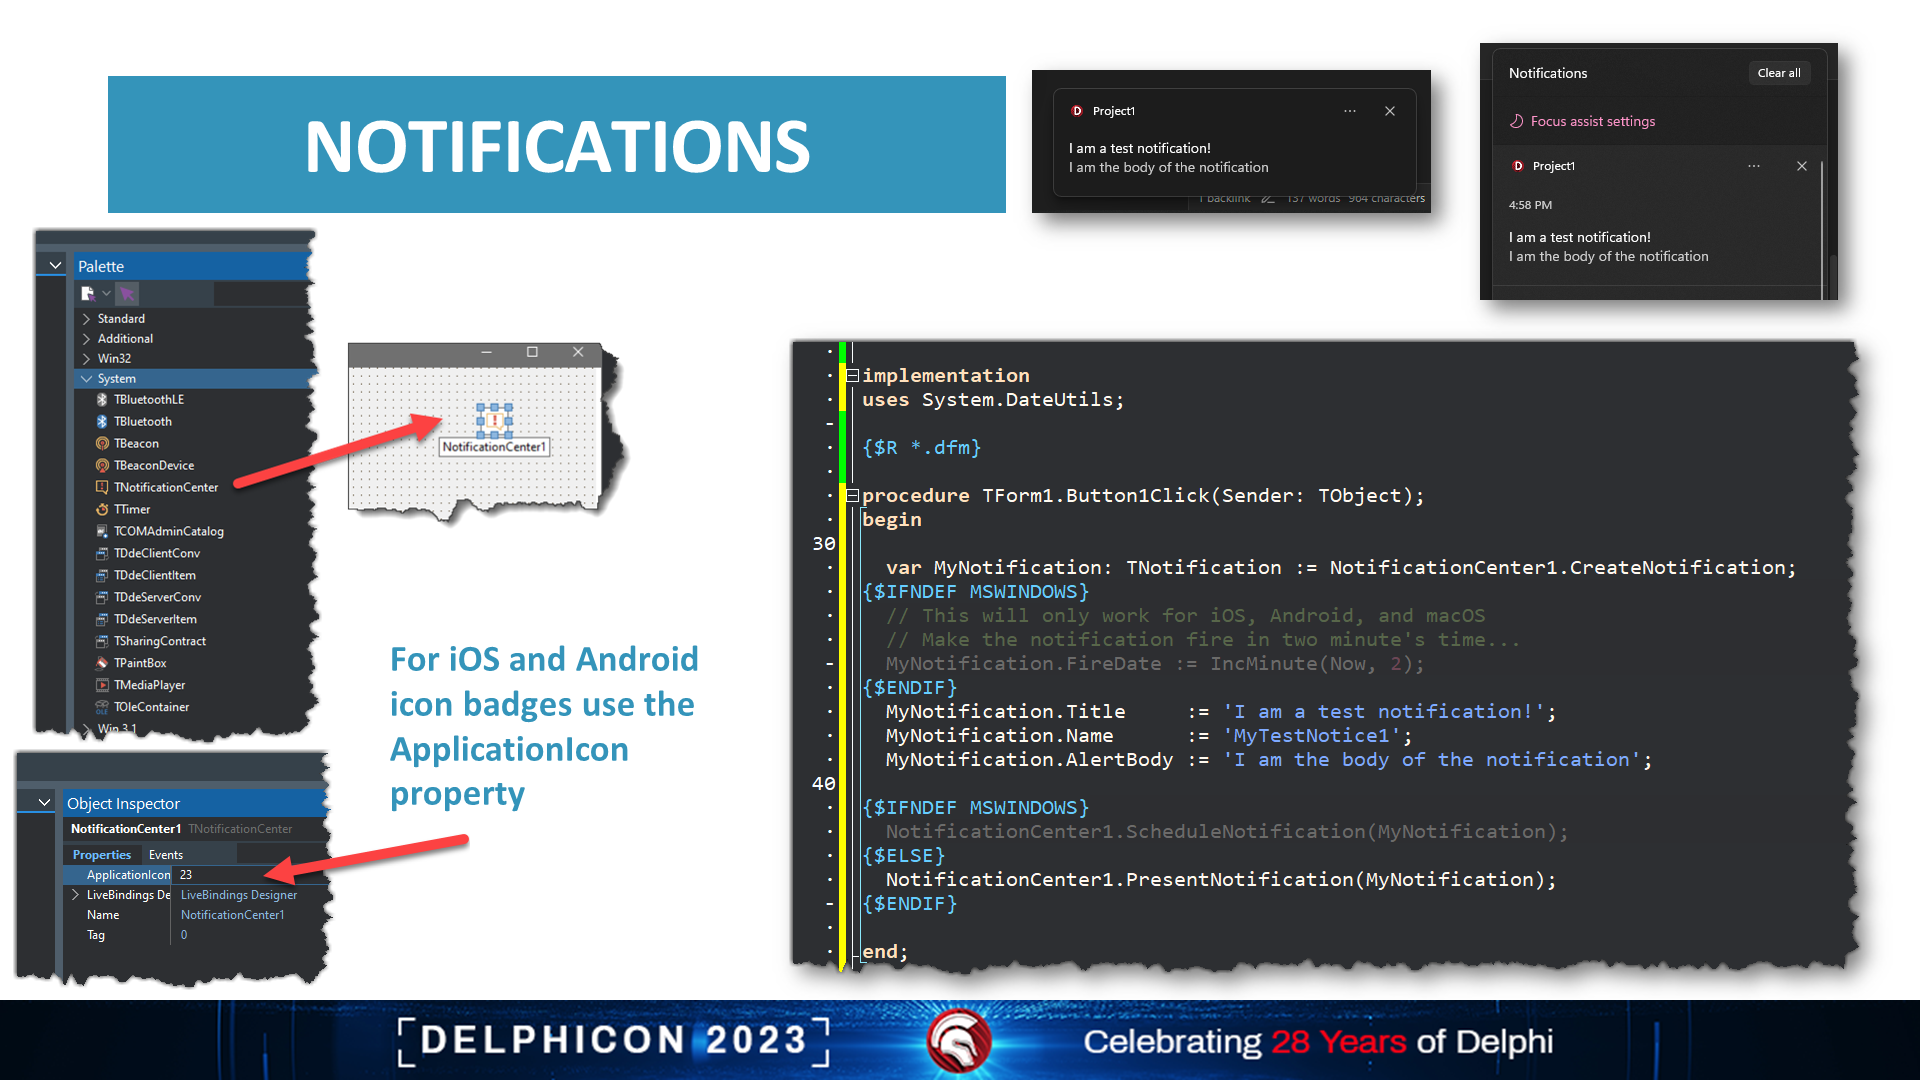 NOTIFICATIONS
Project1
I am a test notification!
I am the body of the notification
1 backlink 137 words 964 characters
Notifications
Clear all
Focus assist settings
Project1
4:58 PM
I am a test notification!
I am the body of the notification
Palette
Standard
Additional
Win32
System
TBluetoothLE
TBluetooth
TBeacon
TBeaconDevice
TNotificationCenter
TTimer
TCOMAdminCatalog
TDdeClientConv
TDdeClientItem
TDdeServerConv
TDdeServerItem
TSharingContract
TPaintBox
TMediaPlayer
TOleContainer
Win 3.1
NotificationCenter1
For iOS and Android
icon badges use the
ApplicationIcon
property
Object Inspector
NotificationCenter1 TNotificationCenter
Properties Events
ApplicationIcon 23
LiveBindings De LiveBindings Designer
Name NotificationCenter1
Tag 0
implementation
uses System.DateUtils;
{$R *.dfm}
procedure TForm1.Button1Click(Sender: TObject);
begin
30
var MyNotification: TNotification := NotificationCenter1.CreateNotification;
{$IFNDEF MSWINDOWS}
// This will only work for iOS, Android, and macOS
// Make the notification fire in two minute's time...
MyNotification.FireDate := IncMinute(Now, 2);
{$ENDIF}
MyNotification.Title := 'I am a test notification!';
MyNotification.Name := 'MyTestNotice1';
MyNotification.AlertBody := 'I am the body of the notification';
40
{$IFNDEF MSWINDOWS}
NotificationCenter1.ScheduleNotification(MyNotification);
{$ELSE}
NotificationCenter1.PresentNotification(MyNotification);
{$ENDIF}
end;
DELPHICON 2023
Celebrating 28 Years of Delphi